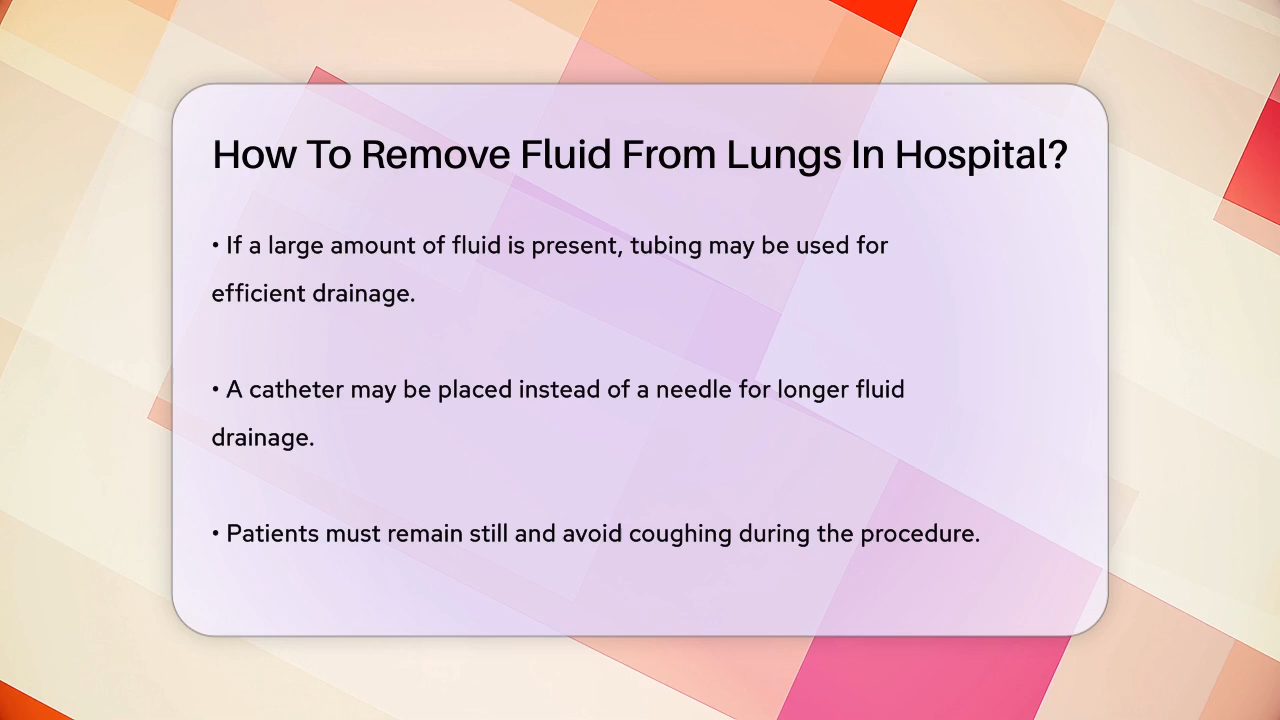 How To Remove Fluid From Lungs In Hospital?
• If a large amount of fluid is present, tubing may be used for
efficient drainage.
• A catheter may be placed instead of a needle for longer fluid
drainage.
• Patients must remain still and avoid coughing during the procedure.